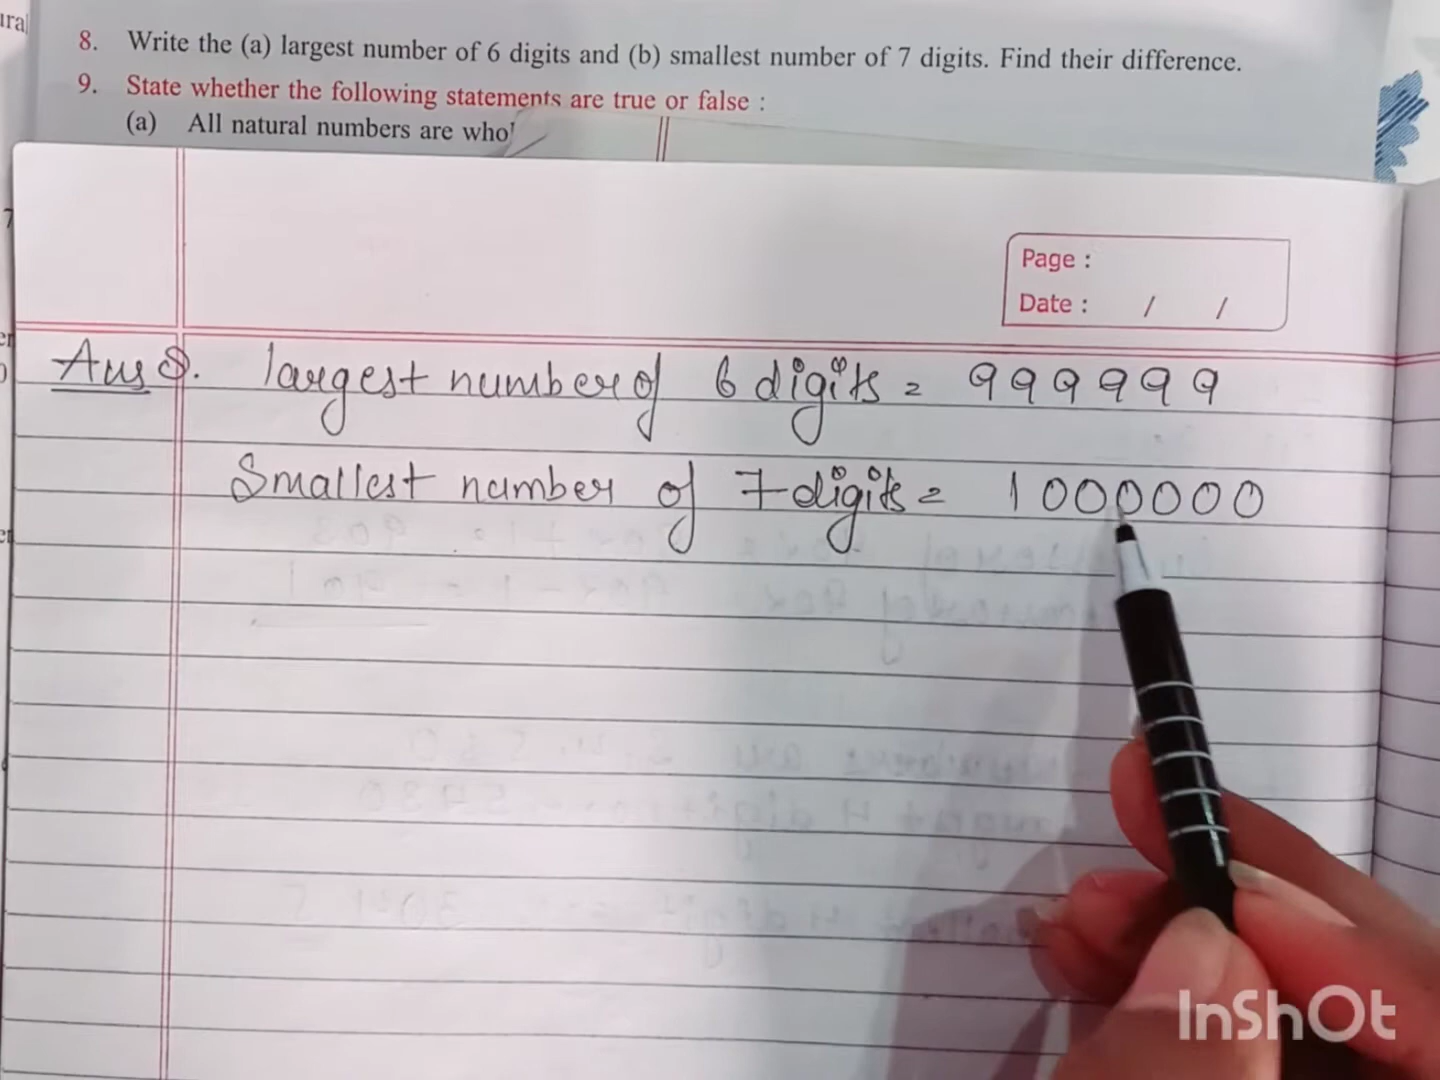 8. Write the (a) largest number of 6 digits and (b) smallest number of 7 digits. Find their difference.
9. State whether the following statements are true or false :
(a) All natural numbers are
Page :
Date : / /
Ans 8. largest number of 6 digits = 999999
Smallest number of 7 digits = 1000000
InShOt